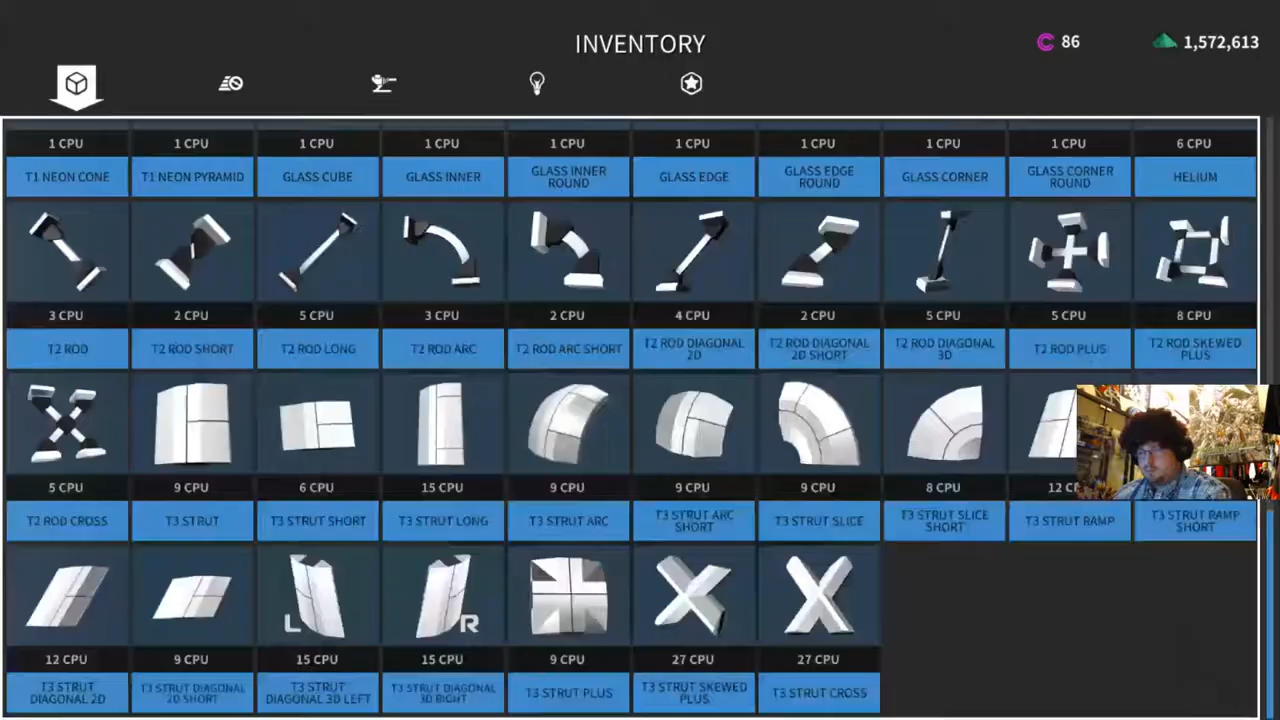 INVENTORY
86
1,572,613
1 CPU 1 CPU 1 CPU 1 CPU 1 CPU 1 CPU 1 CPU 1 CPU 1 CPU 6 CPU
T1 NEON CONE
T1 NEON PYRAMID
GLASS CUBE
GLASS INNER
GLASS INNER
ROUND
GLASS EDGE
GLASS EDGE
ROUND
GLASS CORNER
GLASS CORNER
ROUND
HELIUM
3 CPU 2 CPU 5 CPU 3 CPU 2 CPU 4 CPU 2 CPU 5 CPU 5 CPU 8 CPU
T2 ROD
T2 ROD SHORT
T2 ROD LONG
T2 ROD ARC
T2 ROD ARC SHORT
T2 ROD DIAGONAL
2D
T2 ROD DIAGONAL
2D SHORT
T2 ROD DIAGONAL
3D
T2 ROD PLUS
T2 ROD SKEWED
PLUS
5 CPU 9 CPU 6 CPU 15 CPU 9 CPU 9 CPU 9 CPU 8 CPU 12
T2 ROD CROSS
T3 STRUT
T3 STRUT SHORT
T3 STRUT LONG
T3 STRUT ARC
T3 STRUT ARC
SHORT
T3 STRUT SLICE
T3 STRUT SLICE
SHORT
T3 STRUT RAMP
T3 STRUT RAMP
SHORT
L
R
12 CPU 9 CPU 15 CPU 15 CPU 9 CPU 27 CPU 27 CPU
T3 STRUT
DIAGONAL 2D
T3 STRUT DIAGONAL
2D SHORT
T3 STRUT
DIAGONAL 3D LEFT
T3 STRUT DIAGONAL
3D RIGHT
T3 STRUT PLUS
T3 STRUT SKEWED
PLUS
T3 STRUT CROSS